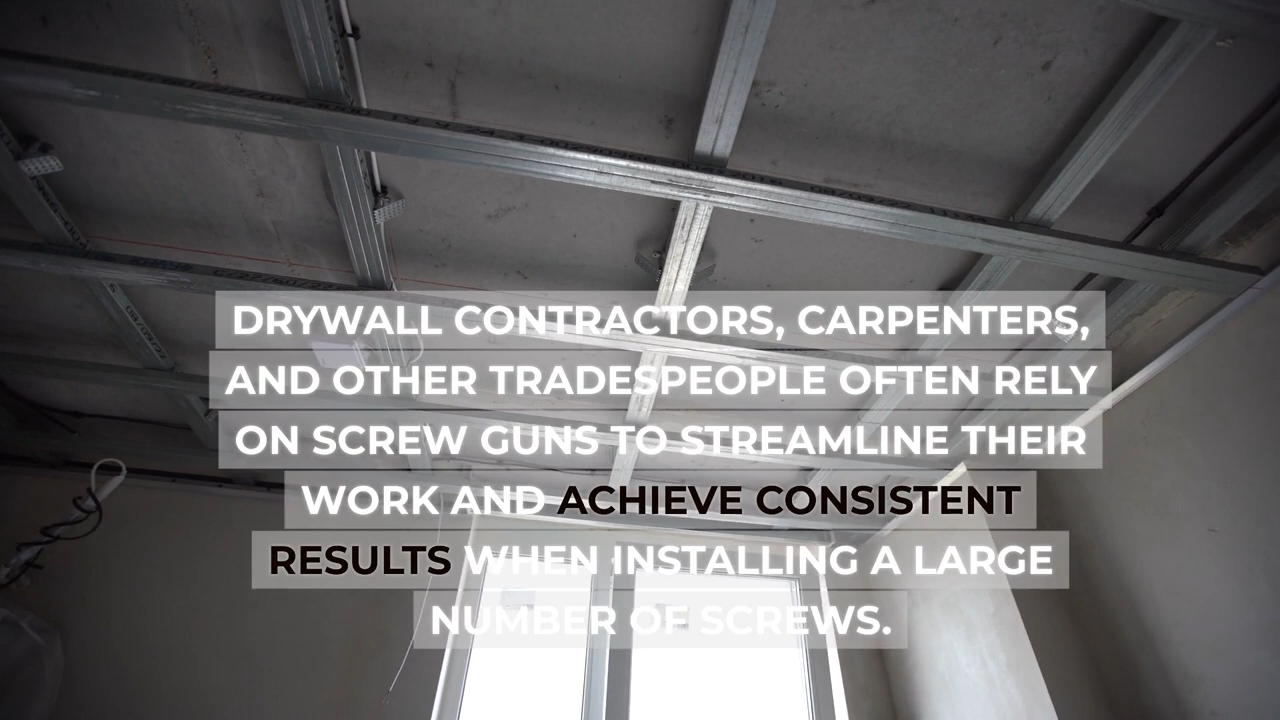 DRYWALL CONTRACTORS, CARPENTERS,
AND OTHER TRADESPEOPLE OFTEN RELY
ON SCREW GUNS TO STREAMLINE THEIR
WORK AND ACHIEVE CONSISTENT
RESULTS WHEN INSTALLING A LARGE
NUMBER OF SCREWS.